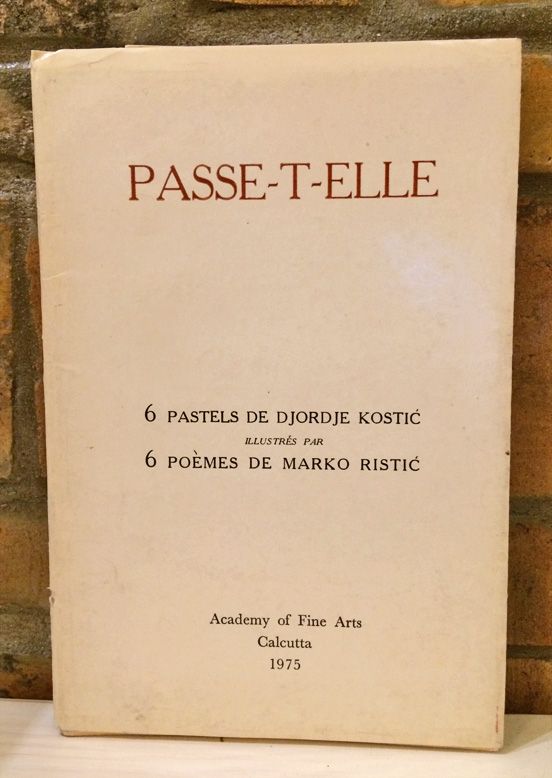 PASSE-T-ELLE
6 PASTELS DE DJORDJE KOSTIĆ
ILLUSTRÉS PAR
6 POÈMES DE MARKO RISTIĆ
Academy of Fine Arts
Calcutta
1975